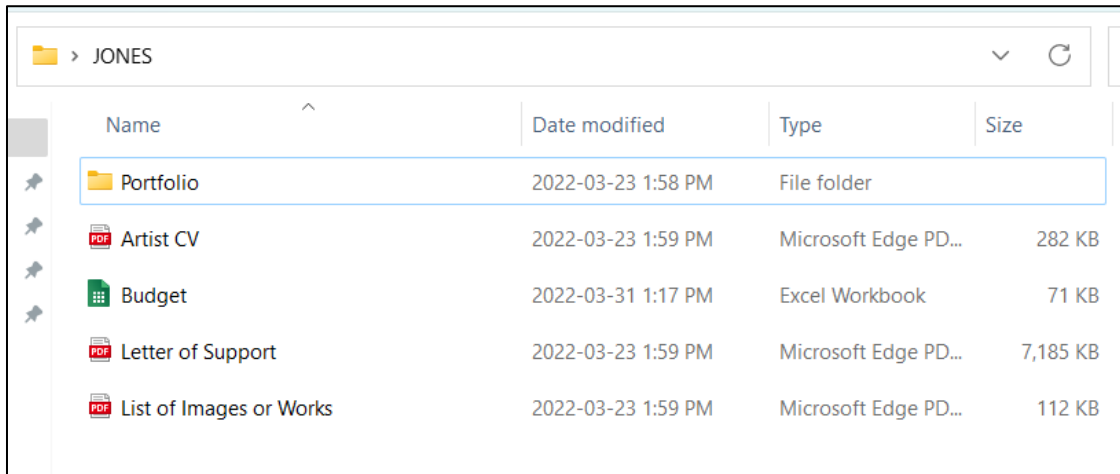 > JONES
Name Date modified Type Size
Portfolio 2022-03-23 1:58 PM File folder
PDF Artist CV 2022-03-23 1:59 PM Microsoft Edge PD... 282 KB
Budget 2022-03-31 1:17 PM Excel Workbook 71 KB
PDF Letter of Support 2022-03-23 1:59 PM Microsoft Edge PD... 7,185 KB
PDF List of Images or Works 2022-03-23 1:59 PM Microsoft Edge PD... 112 KB